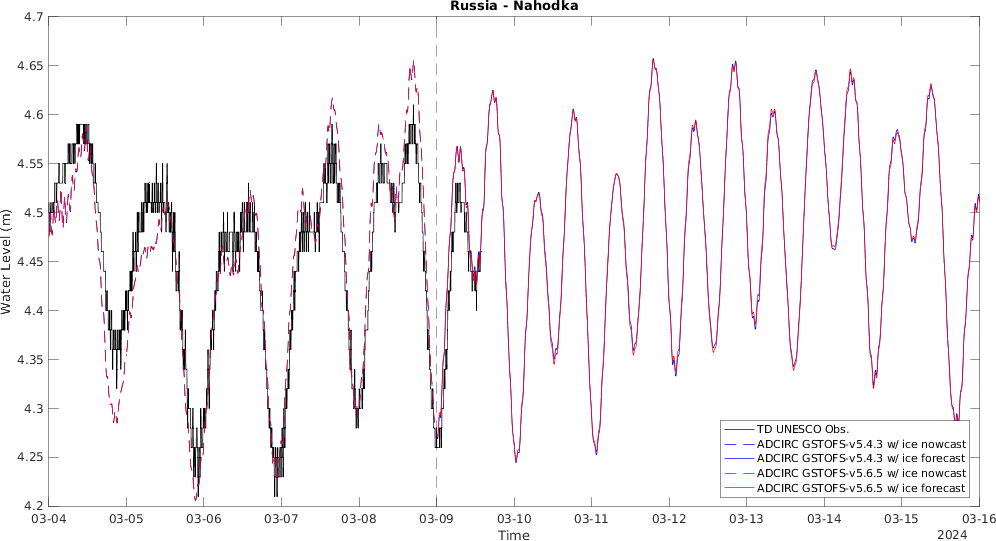 Russia - Nahodka
4.7
4.65
4.6
4.55
4.5
4.45
4.4
4.35
4.3
4.25
4.2
Water Level (m)
TD UNESCO Obs.
ADCIRC GSTOFS-v5.4.3 w/ ice nowcast
ADCIRC GSTOFS-v5.4.3 w/ ice forecast
ADCIRC GSTOFS-v5.6.5 w/ ice nowcast
ADCIRC GSTOFS-v5.6.5 w/ ice forecast
03-04 03-05 03-06 03-07 03-08 03-09 03-10 03-11 03-12 03-13 03-14 03-15 03-16
Time
2024